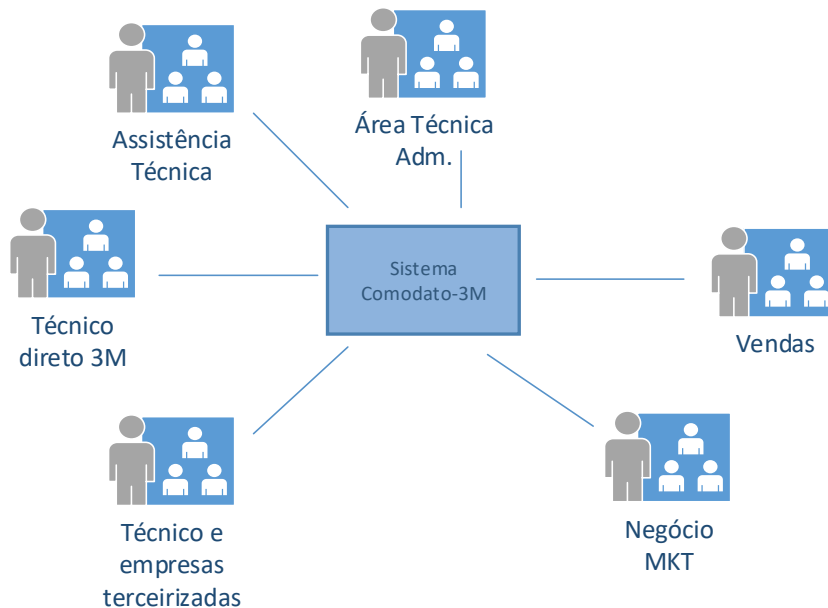 Assistência
Técnica
Área Técnica
Adm.
Sistema
Comodato-3M
Técnico
direto 3M
Vendas
Técnico e
empresas
terceirizadas
Negócio
MKT